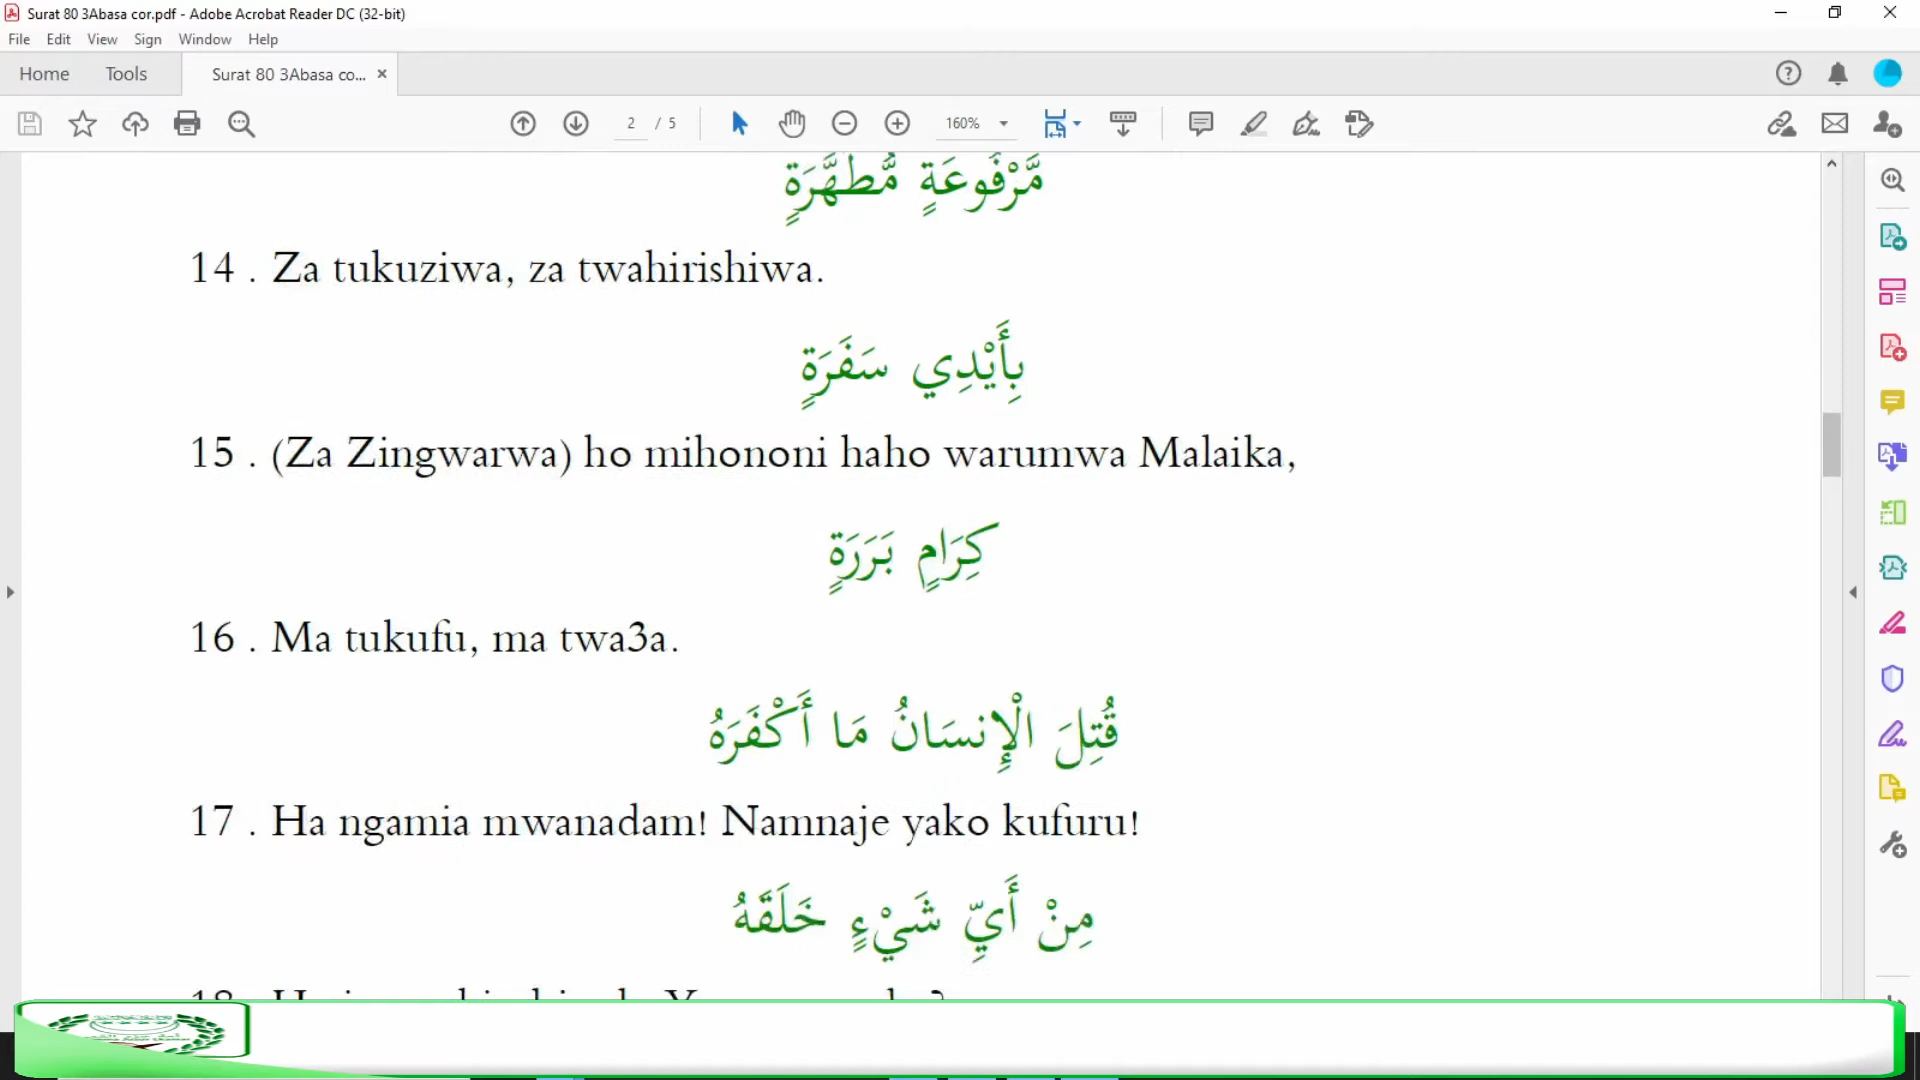 Surat 80 3Abasa cor.pdf - Adobe Acrobat Reader DC (32-bit)
File Edit View Sign Window Help
Home Tools Surat 80 3Abasa co...
2 / 5 160%
مَّرْفُوعَةٍ مُّطَهَّرَةٍ
14 . Za tukuziwa, za twahirishiwa.
بِأَيْدِي سَفَرَةٍ
15 . (Za Zingwarwa) ho mihononi haho warumwa Malaika,
كِرَامٍ بَرَرَةٍ
16 . Ma tukufu, ma twa3a.
قُتِلَ الْإِنسَانُ مَا أَكْفَرَهُ
17 . Ha ngamia mwanadam! Namnaje yako kufuru!
مِنْ أَيِّ شَيْءٍ خَلَقَهُ
18